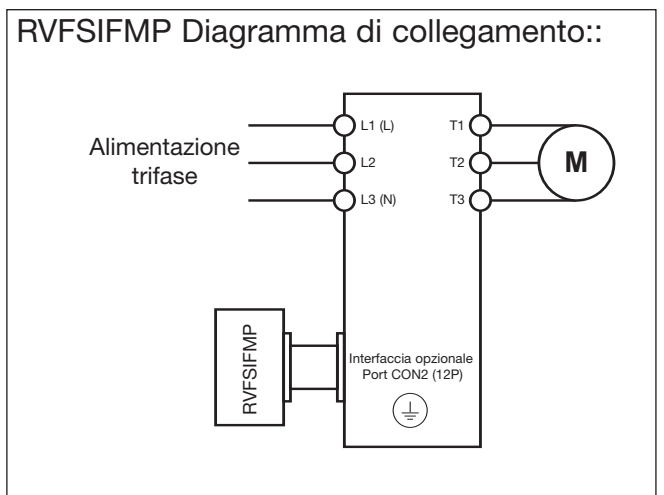 RVFSIFMP Diagramma di collegamento::
L1 (L) T1
Alimentazione
trifase
L2 T2 M
L3 (N) T3
RVFSIFMP
Interfaccia opzionale
Port CON2 (12P)